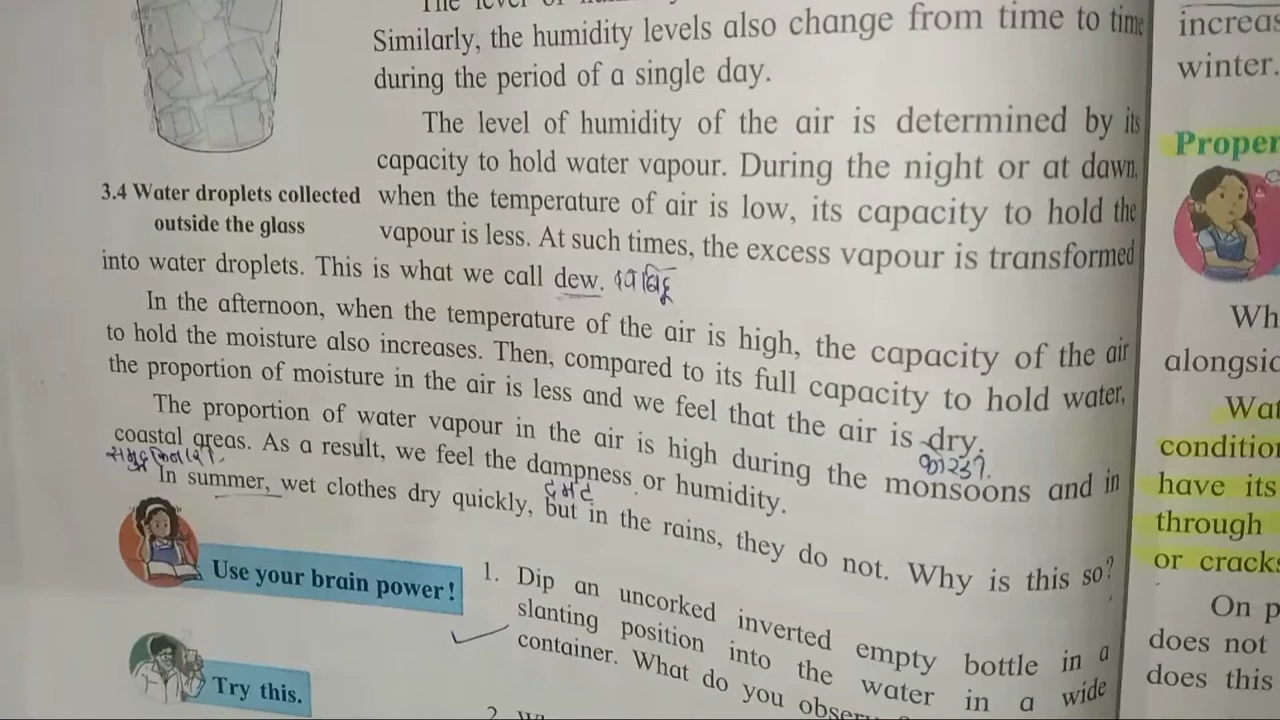 The level of
Similarly, the humidity levels also change from time to time
during the period of a single day.
The level of humidity of the air is determined by its
capacity to hold water vapour. During the night or at dawn,
when the temperature of air is low, its capacity to hold the
vapour is less. At such times, the excess vapour is transformed
3.4 Water droplets collected
outside the glass
into water droplets. This is what we call dew.
In the afternoon, when the temperature of the air is high, the capacity of the air
to hold the moisture also increases. Then, compared to its full capacity to hold water,
the proportion of moisture in the air is less and we feel that the air is dry.
The proportion of water vapour in the air is high during the monsoons and in
coastal areas. As a result, we feel the dampness or humidity.
In summer, wet clothes dry quickly, but in the rains, they do not. Why is this so?
Use your brain power!
1. Dip an uncorked inverted empty bottle in a
slanting position into the water in a wide
container. What do you
Try this.
2.
winter.
Wh
Wat
have its
through
On p
does not
does this